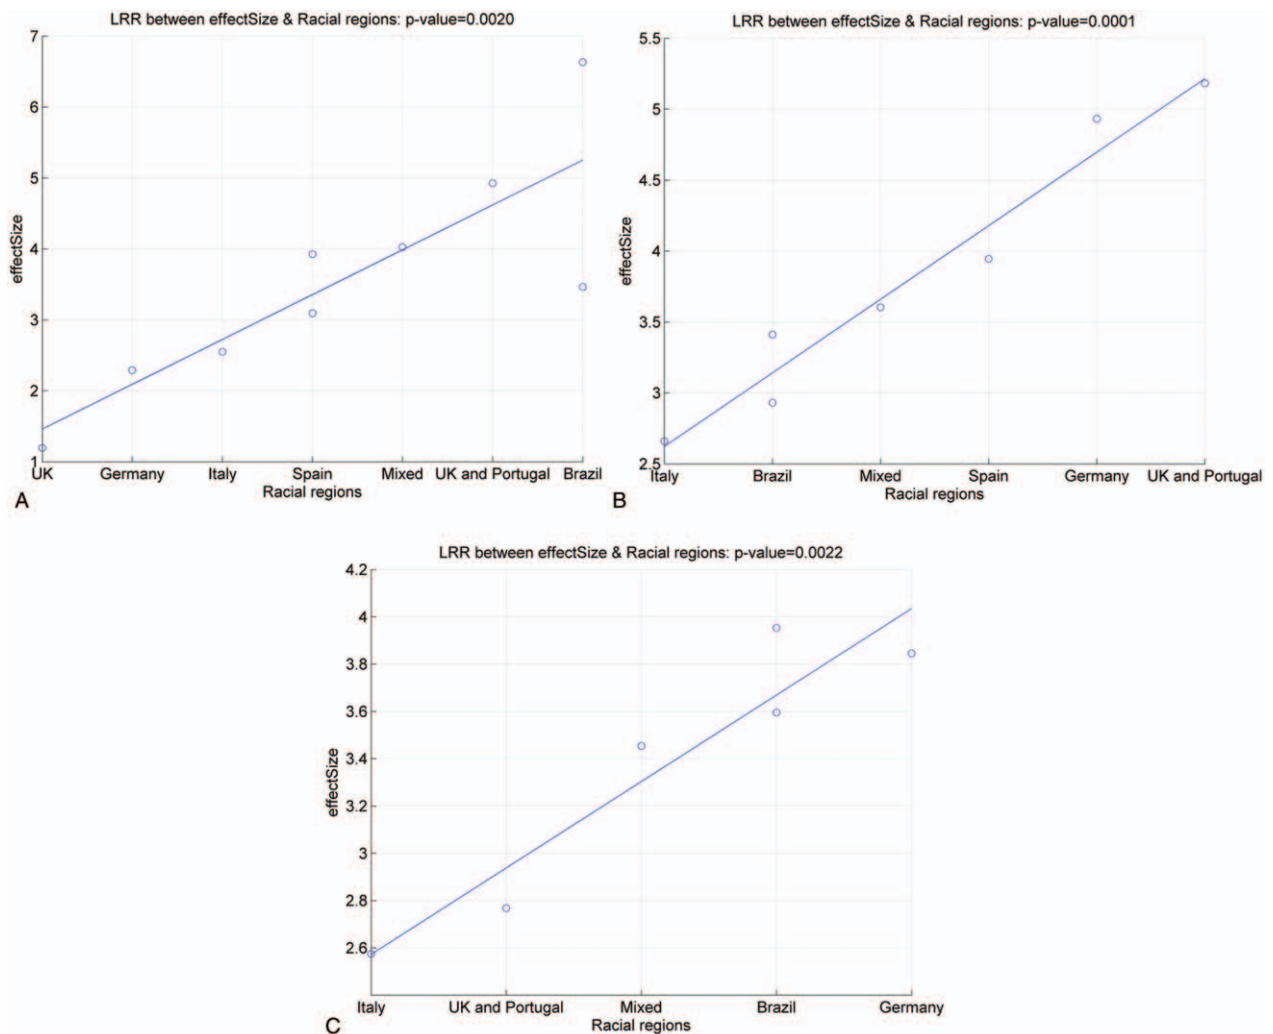 LRR between effectSize & Racial regions: p-value=0.0020
7
6
5
4
3
2
1
effectSize
UK Germany Italy Spain Mixed UK and Portugal Brazil
Racial regions
A
LRR between effectSize & Racial regions: p-value=0.0001
5.5
5
4.5
4
3.5
3
2.5
effectSize
Italy Brazil Mixed Spain Germany UK and Portugal
Racial regions
B
LRR between effectSize & Racial regions: p-value=0.0022
4.2
4
3.8
3.6
3.4
3.2
3
2.8
2.6
effectSize
Italy UK and Portugal Mixed Brazil Germany
Racial regions
C